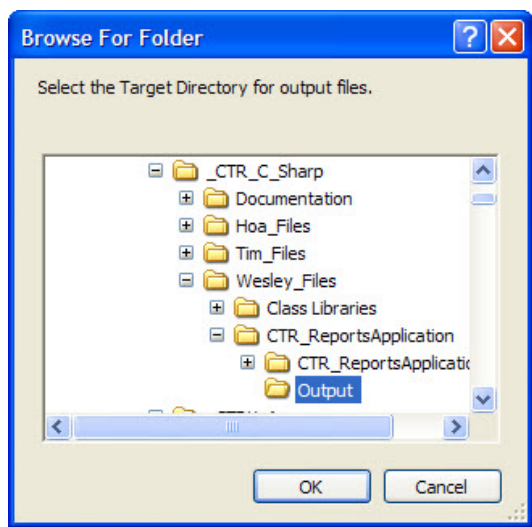 Browse For Folder
Select the Target Directory for output files.
_CTR_C_Sharp
Documentation
Hoa_Files
Tim_Files
Wesley_Files
Class Libraries
CTR_ReportsApplication
CTR_ReportsApplicatio
Output
OK
Cancel